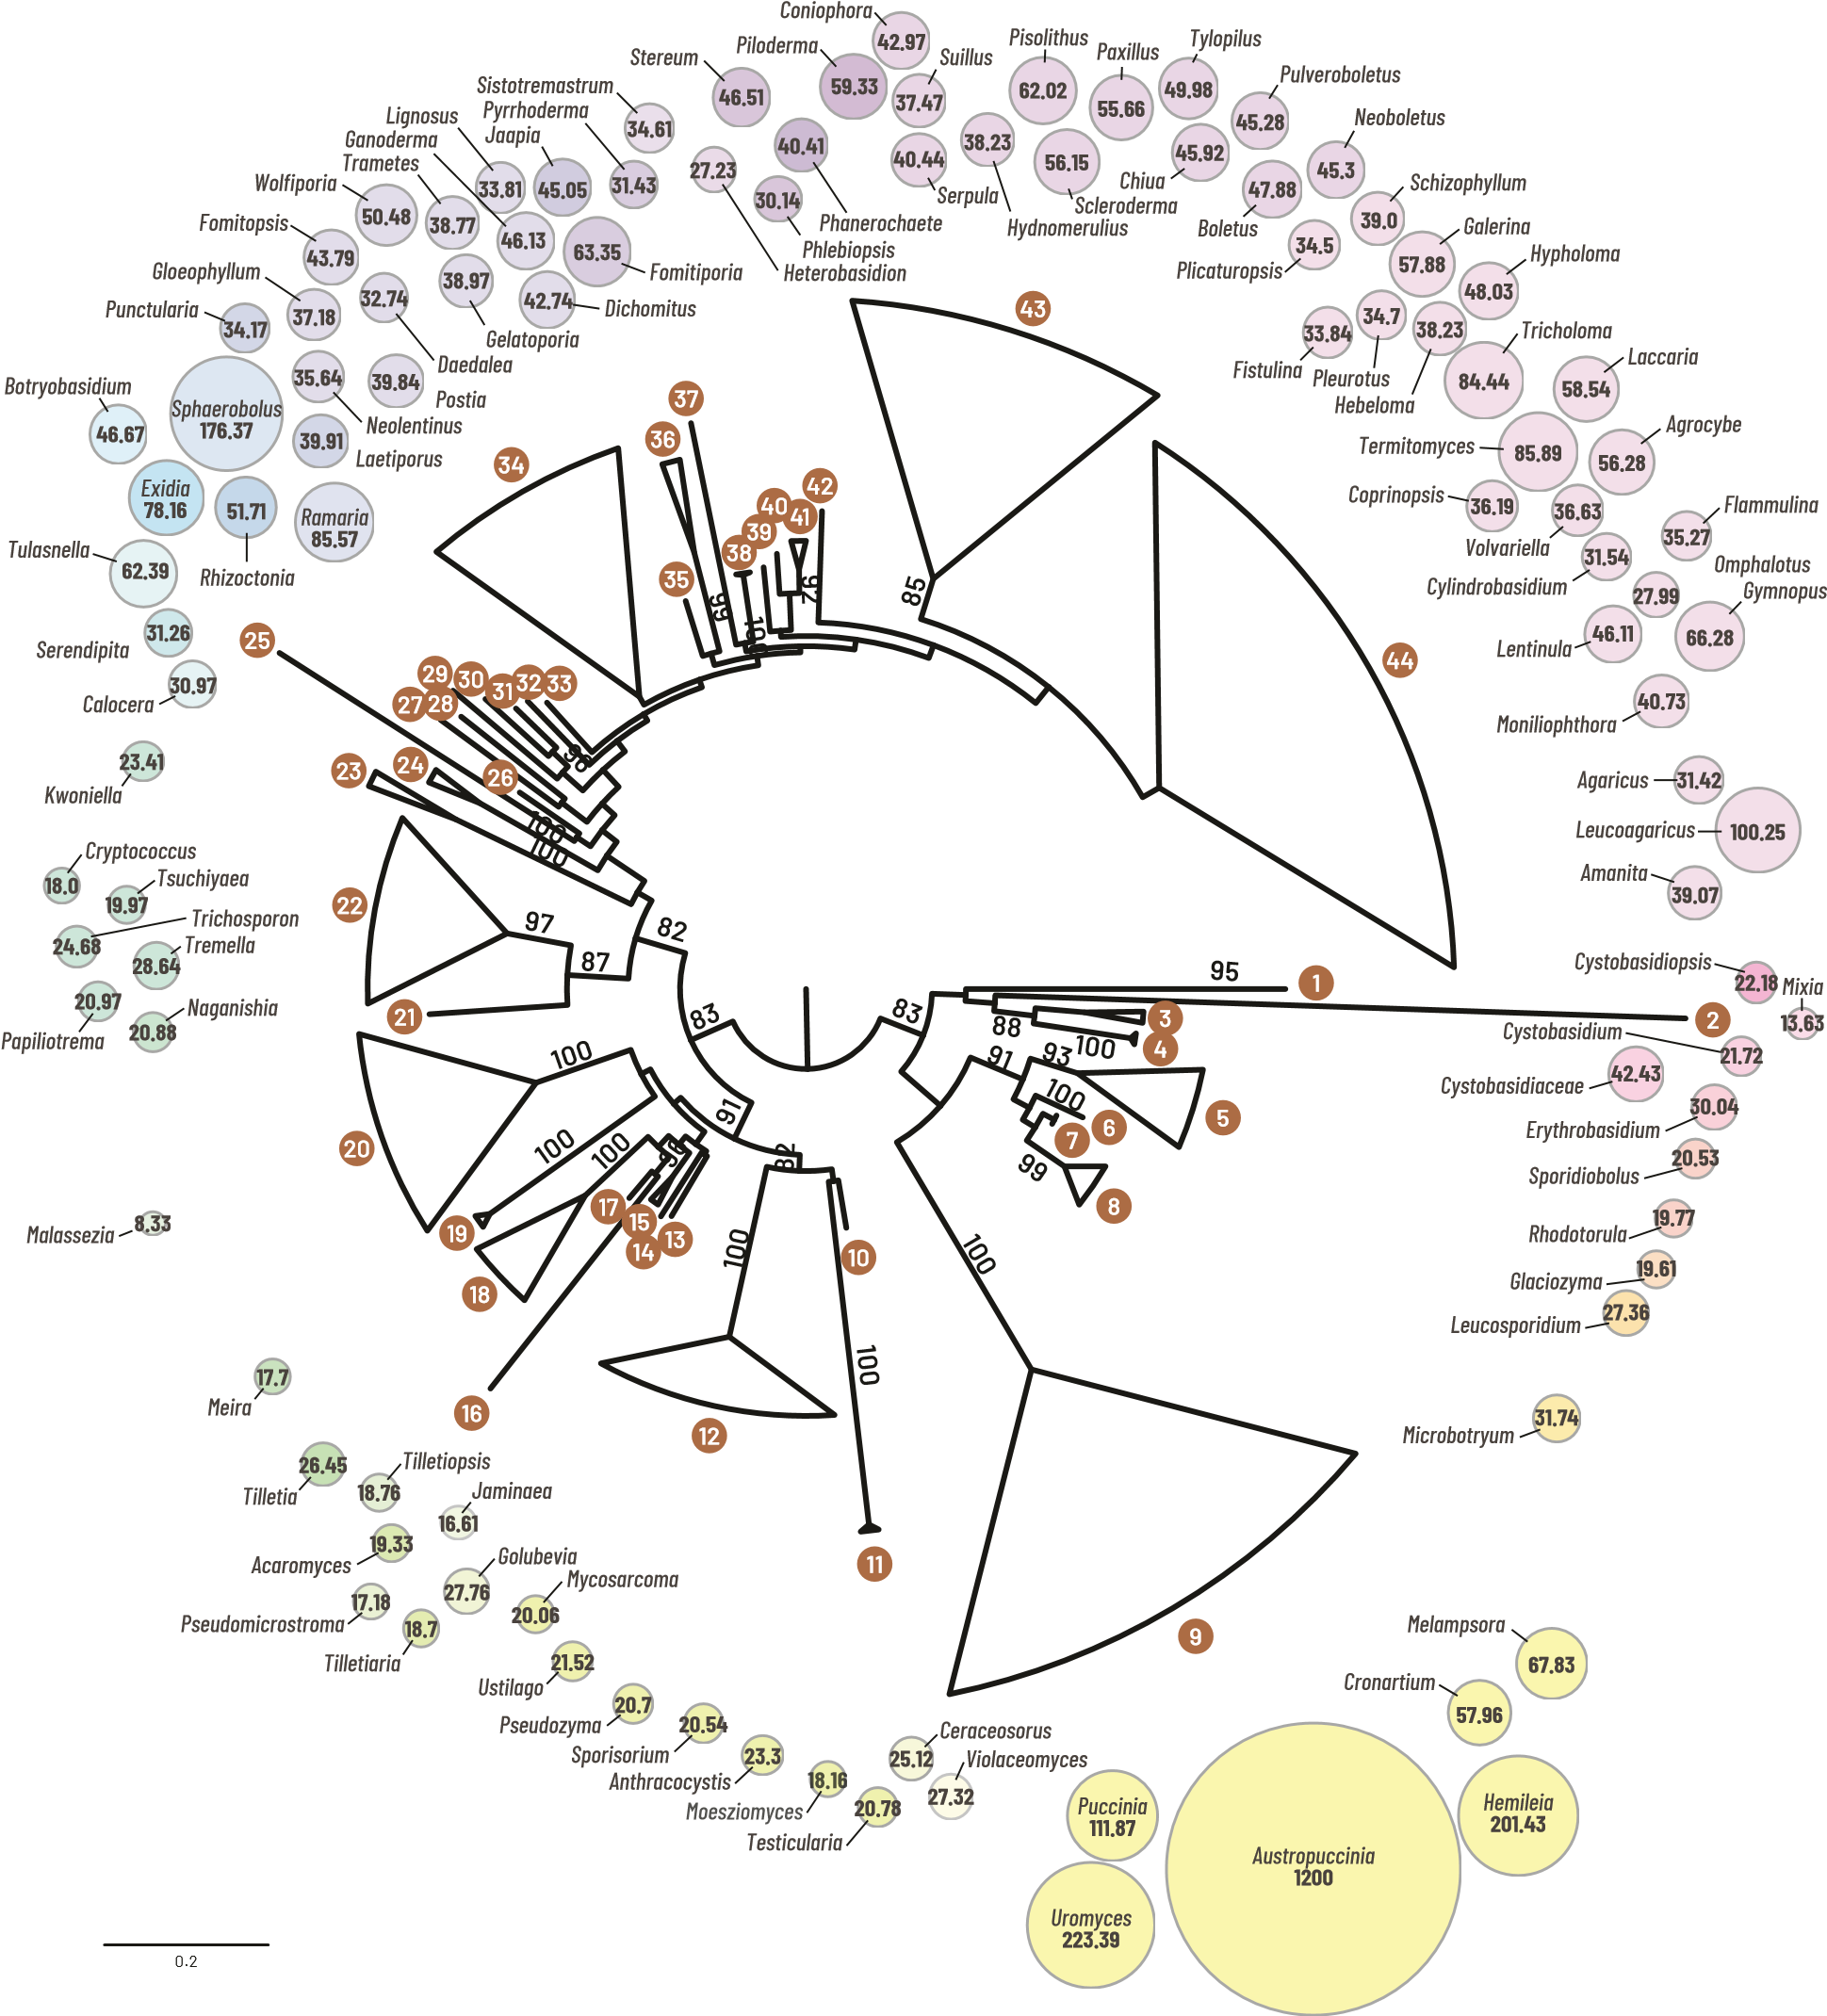 Coniophora
42.97
Piloderma
59.33
Suillus
37.47
Pisolithus
62.02
Paxillus
55.66
Tylopilus
49.98
Pulveroboletus
45.28
Stereum
46.51
Sistotremastrum
34.61
Pyrrhoderma
31.43
Jaapia
45.05
Lignosus
33.81
Ganoderma
46.13
Trametes
38.77
Wolfiporia
50.48
Fomitopsis
43.79
Gloeophyllum
37.18
Punctularia
34.17
Botryobasidium
46.67
27.23
Heterobasidion
40.41
Phanerochaete
30.14
Phlebiopsis
40.44
Serpula
38.23
Hydnomerulius
56.15
Scleroderma
45.92
Chiua
Neoboletus
45.3
47.88
Boletus
Schizophyllum
39.0
34.5
Plicaturopsis
Galerina
57.88
Hypholoma
48.03
63.35
Fomitiporia
42.74
Dichomitus
38.97
Gelatoporia
32.74
Daedalea
39.84
Postia
35.64
Neolentinus
39.91
Laetiporus
Sphaerobolus
176.37
Exidia
78.16
51.71
Rhizoctonia
Ramaria
85.57
Tulasnella
62.39
31.26
Serendipita
30.97
Calocera
23.41
Kwoniella
Cryptococcus
18.0
Tsuchiyaea
19.97
Trichosporon
24.68
Tremella
28.64
20.97
Papiliotrema
Naganishia
20.88
8.33
Malassezia
33.84
Fistulina
34.7
Pleurotus
38.23
Hebeloma
Tricholoma
84.44
Laccaria
58.54
Termitomyces
85.89
Agrocybe
56.28
Coprinopsis
36.19
36.63
Volvariella
Flammulina
35.27
31.54
Cylindrobasidium
Omphalotus
27.99
Gymnopus
66.28
46.11
Lentinula
40.73
Moniliophthora
Agaricus
31.42
Leucoagaricus
100.25
Amanita
39.07
Cystobasidiopsis
22.18
Mixia
13.63
Cystobasidium
21.72
Cystobasidiaceae
42.43
30.04
Erythrobasidium
20.53
Sporidiobolus
19.77
Rhodotorula
19.61
Glaciozyma
27.36
Leucosporidium
31.74
Microbotryum
43
37
36
34
42
40
41
39
38
35
99
92
85
44
25
29
30
31
32
33
27
28
23
24
26
98
100
100
22
97
87
82
21
83
83
95
1
2
3
88
100
4
91
93
100
5
6
7
99
8
100
20
100
100
91
82
19
17
15
14
13
18
100
10
16
12
100
11
100
9
17.7
Meira
26.45
Tilletia
Tilletiopsis
18.76
Jaminaea
16.61
19.33
Acaromyces
Golubevia
27.76
17.18
Pseudomicrostroma
18.7
Tilletiaria
Mycosarcoma
20.06
21.52
Ustilago
20.7
Pseudozyma
20.54
Sporisorium
23.3
Anthracocystis
18.16
Moesziomyces
20.78
Testicularia
Ceraceosorus
25.12
Violaceomyces
27.32
Melampsora
67.83
Cronartium
57.96
Puccinia
111.87
Austropuccinia
1200
Hemileia
201.43
Uromyces
223.39
0.2